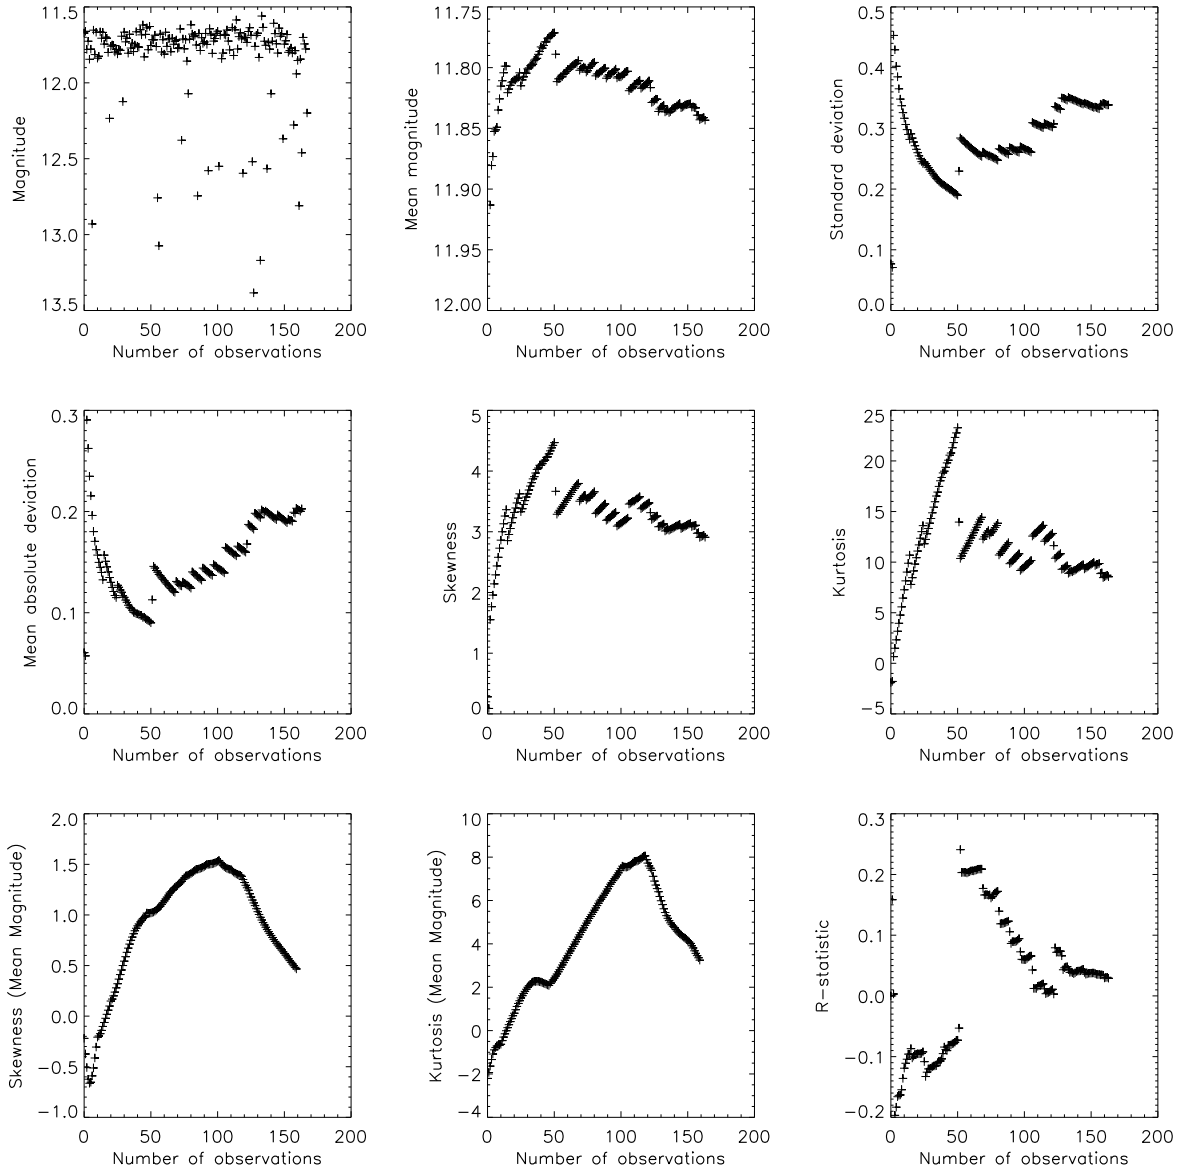 11.5
12.0
12.5
13.0
13.5
Magnitude
0 50 100 150 200
Number of observations
11.75
11.80
11.85
11.90
11.95
12.00
Mean magnitude
0 50 100 150 200
Number of observations
0.5
0.4
0.3
0.2
0.1
0.0
Standard deviation
0 50 100 150 200
Number of observations
0.3
0.2
0.1
0.0
Mean absolute deviation
0 50 100 150 200
Number of observations
5
4
3
2
1
0
Skewness
0 50 100 150 200
Number of observations
25
20
15
10
5
0
−5
Kurtosis
0 50 100 150 200
Number of observations
2.0
1.5
1.0
0.5
0.0
−0.5
−1.0
Skewness (Mean Magnitude)
0 50 100 150 200
Number of observations
10
8
6
4
2
0
−2
−4
Kurtosis (Mean Magnitude)
0 50 100 150 200
Number of observations
0.3
0.2
0.1
0.0
−0.1
−0.2
R−statistic
0 50 100 150 200
Number of observations